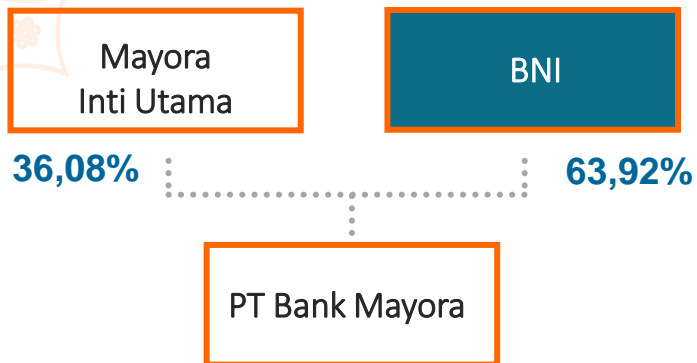 Mayora
Inti Utama
BNI
36,08%
63,92%
PT Bank Mayora